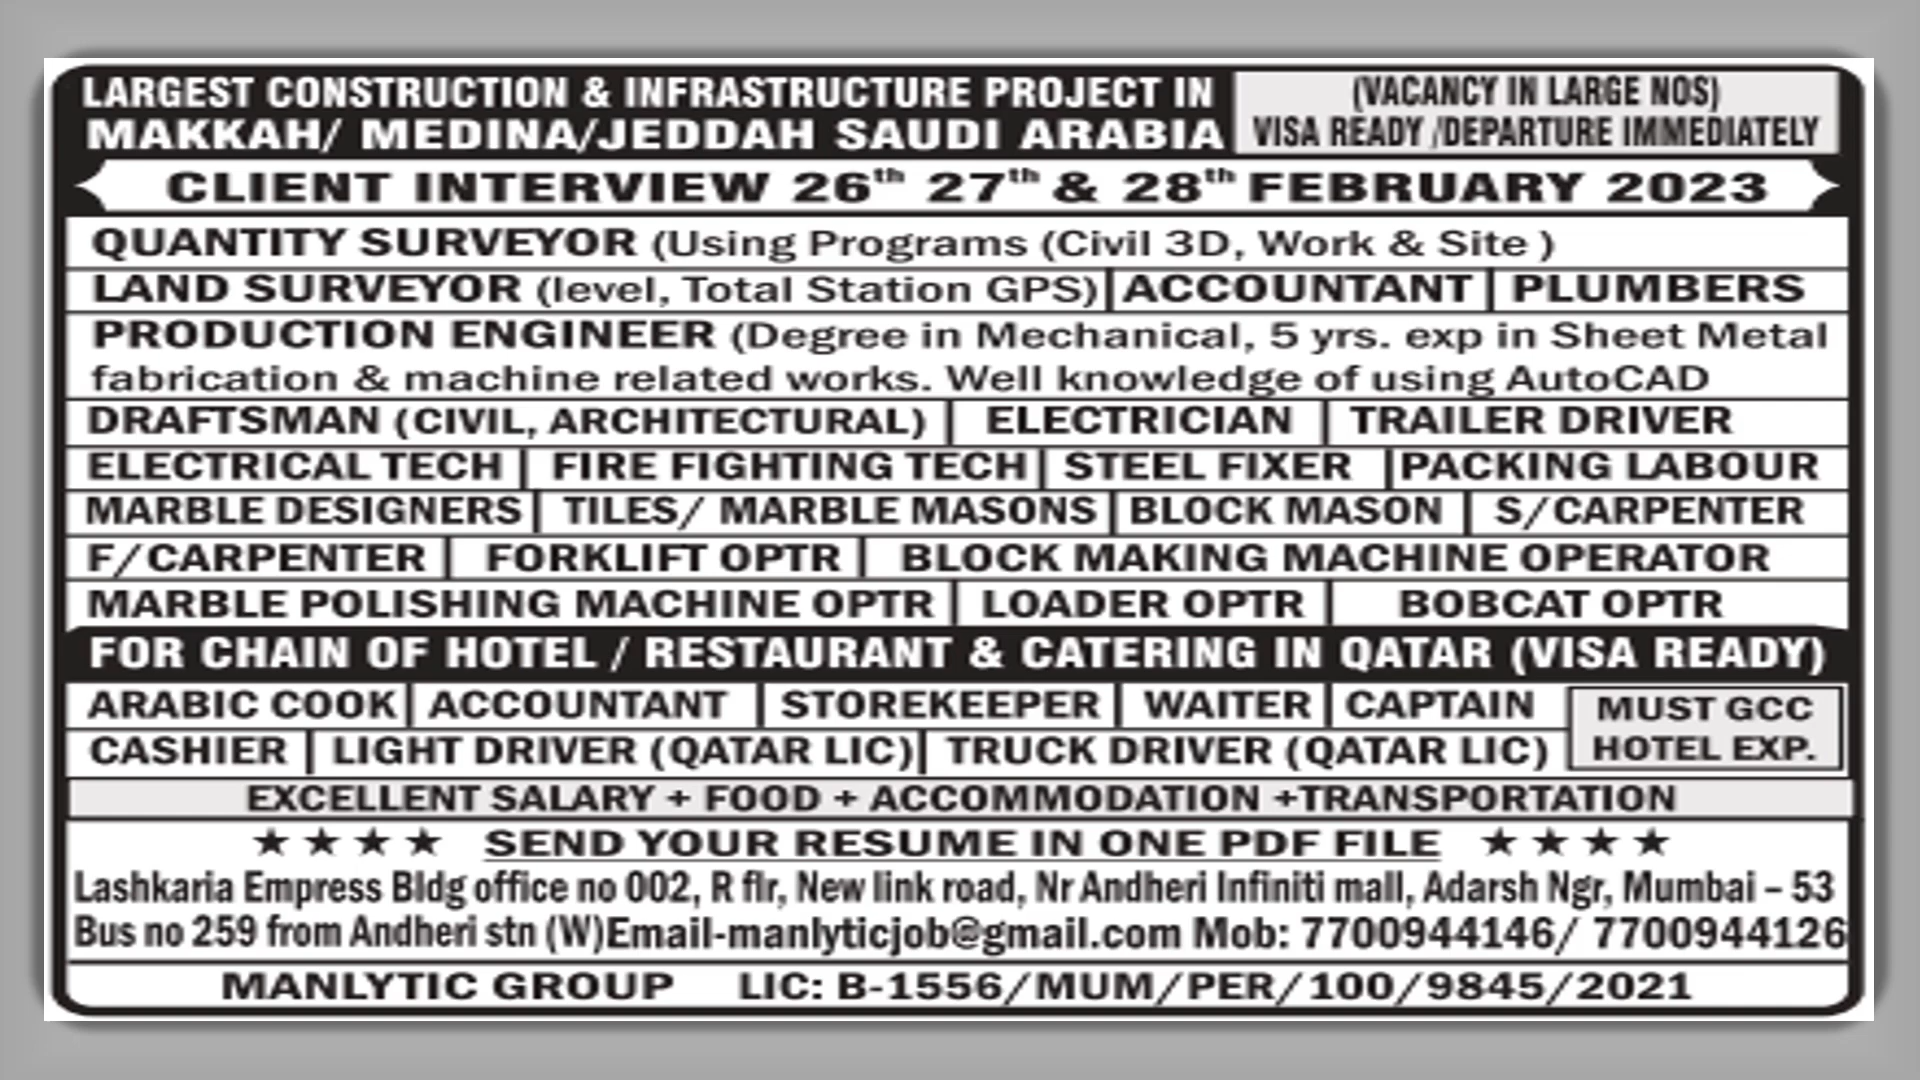 LARGEST CONSTRUCTION & INFRASTRUCTURE PROJECT IN
MAKKAH/ MEDINA/JEDDAH SAUDI ARABIA
(VACANCY IN LARGE NOS)
VISA READY /DEPARTURE IMMEDIATELY
CLIENT INTERVIEW 26th 27th & 28th FEBRUARY 2023
QUANTITY SURVEYOR (Using Programs (Civil 3D, Work & Site )
LAND SURVEYOR (level, Total Station GPS) | ACCOUNTANT | PLUMBERS
PRODUCTION ENGINEER (Degree in Mechanical, 5 yrs. exp in Sheet Metal
fabrication & machine related works. Well knowledge of using AutoCAD
DRAFTSMAN (CIVIL, ARCHITECTURAL) | ELECTRICIAN | TRAILER DRIVER
ELECTRICAL TECH | FIRE FIGHTING TECH | STEEL FIXER | PACKING LABOUR
MARBLE DESIGNERS | TILES/ MARBLE MASONS | BLOCK MASON | S/CARPENTER
F/CARPENTER | FORKLIFT OPTR | BLOCK MAKING MACHINE OPERATOR
MARBLE POLISHING MACHINE OPTR | LOADER OPTR | BOBCAT OPTR
FOR CHAIN OF HOTEL / RESTAURANT & CATERING IN QATAR (VISA READY)
ARABIC COOK | ACCOUNTANT | STOREKEEPER | WAITER | CAPTAIN
CASHIER | LIGHT DRIVER (QATAR LIC) | TRUCK DRIVER (QATAR LIC)
MUST GCC
HOTEL EXP.
EXCELLENT SALARY + FOOD + ACCOMMODATION +TRANSPORTATION
★ ★ ★ ★ SEND YOUR RESUME IN ONE PDF FILE ★ ★ ★ ★
Lashkaria Empress Bldg office no 002, R flr, New link road, Nr Andheri Infiniti mall, Adarsh Ngr, Mumbai – 53
Bus no 259 from Andheri stn (W)Email-manlyticjob@gmail.com Mob: 7700944146/ 7700944126
MANLYTIC GROUP LIC: B-1556/MUM/PER/100/9845/2021